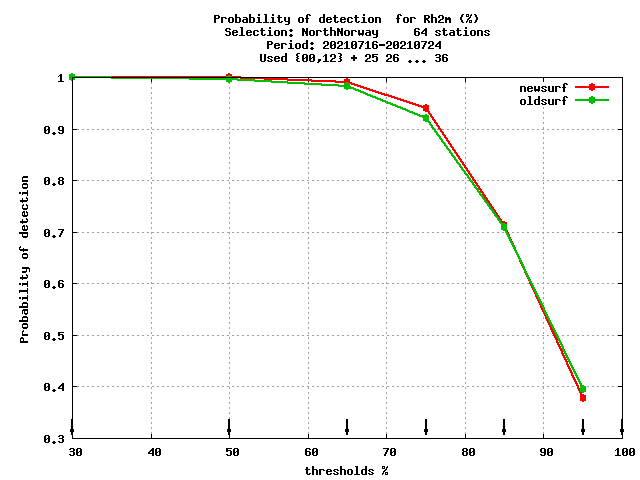 Probability of detection  for Rh2m (%)
Selection: NorthNorway     64 stations
Period: 20210716-20210724
Used {00,12} + 25 26 ... 36
newsurf
oldsurf
1
0.9
0.8
0.7
0.6
0.5
0.4
0.3
Probability of detection
30 40 50 60 70 80 90 100
thresholds %